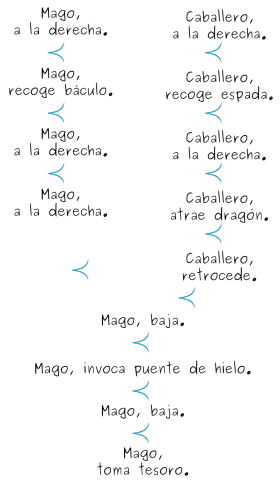 Mago,
a la derecha.
Mago,
recoge báculo.
Mago,
a la derecha.
Mago,
a la derecha.
Caballero,
a la derecha.
Caballero,
recoge espada.
Caballero,
a la derecha.
Caballero,
atrae dragón.
Caballero,
retrocede.
Mago, baja.
Mago, invoca puente de hielo.
Mago, baja.
Mago,
toma tesoro.